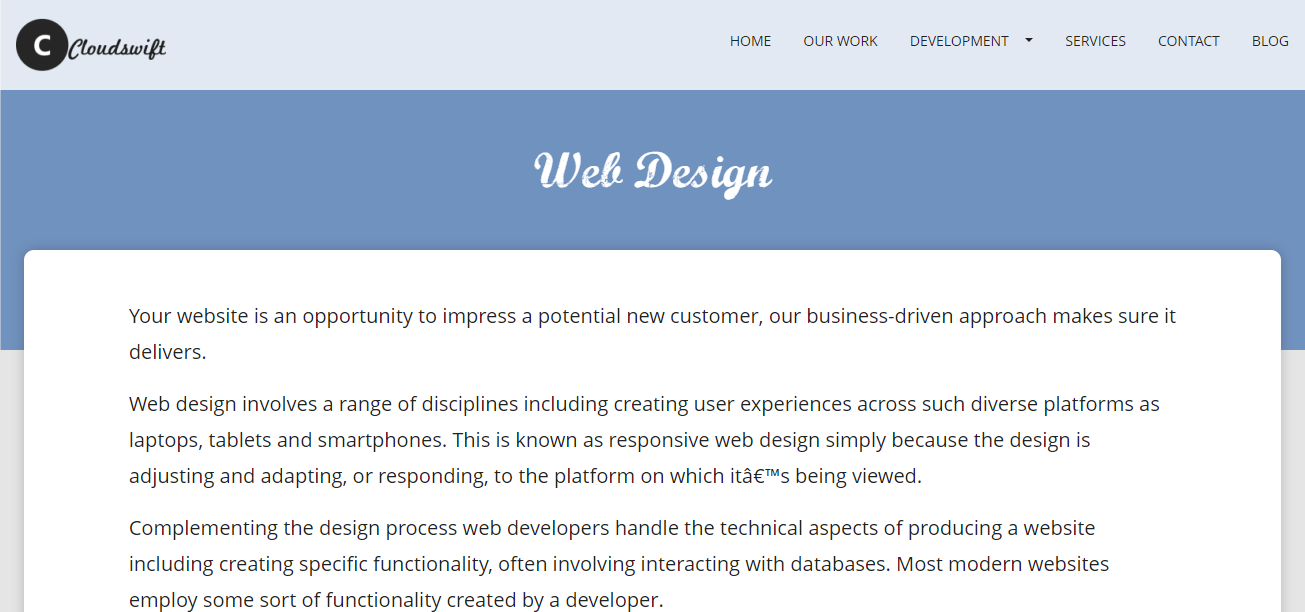 C Cloudswift
HOME OUR WORK DEVELOPMENT SERVICES CONTACT BLOG
Web Design
Your website is an opportunity to impress a potential new customer, our business-driven approach makes sure it
delivers.
Web design involves a range of disciplines including creating user experiences across such diverse platforms as
laptops, tablets and smartphones. This is known as responsive web design simply because the design is
adjusting and adapting, or responding, to the platform on which itâ€™s being viewed.
Complementing the design process web developers handle the technical aspects of producing a website
including creating specific functionality, often involving interacting with databases. Most modern websites
employ some sort of functionality created by a developer.